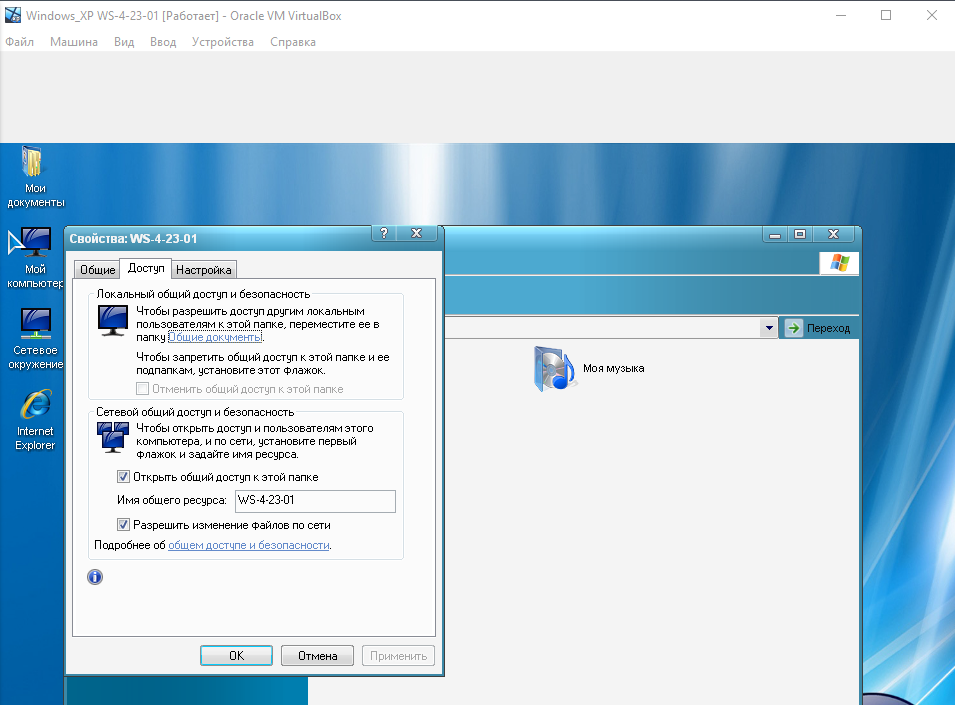 Windows_XP WS-4-23-01 [Работает] - Oracle VM VirtualBox
Файл Машина Вид Ввод Устройства Справка
Мои
документы
Мой
компьютер
Сетевое
окружение
Internet
Explorer
Свойства: WS-4-23-01
Общие Доступ Настройка
Локальный общий доступ и безопасность
Чтобы разрешить доступ другим локальным
пользователям к этой папке, переместите ее в
папку Общие документы.
Чтобы запретить общий доступ к этой папке и ее
подпапкам, установите этот флажок.
Отменить общий доступ к этой папке
Сетевой общий доступ и безопасность
Чтобы открыть доступ и пользователям этого
компьютера, и по сети, установите первый
флажок и задайте имя ресурса.
Открыть общий доступ к этой папке
Имя общего ресурса: WS-4-23-01
Разрешить изменение файлов по сети
Подробнее об общем доступе и безопасности.
OK Отмена Применить
Переход
Моя музыка